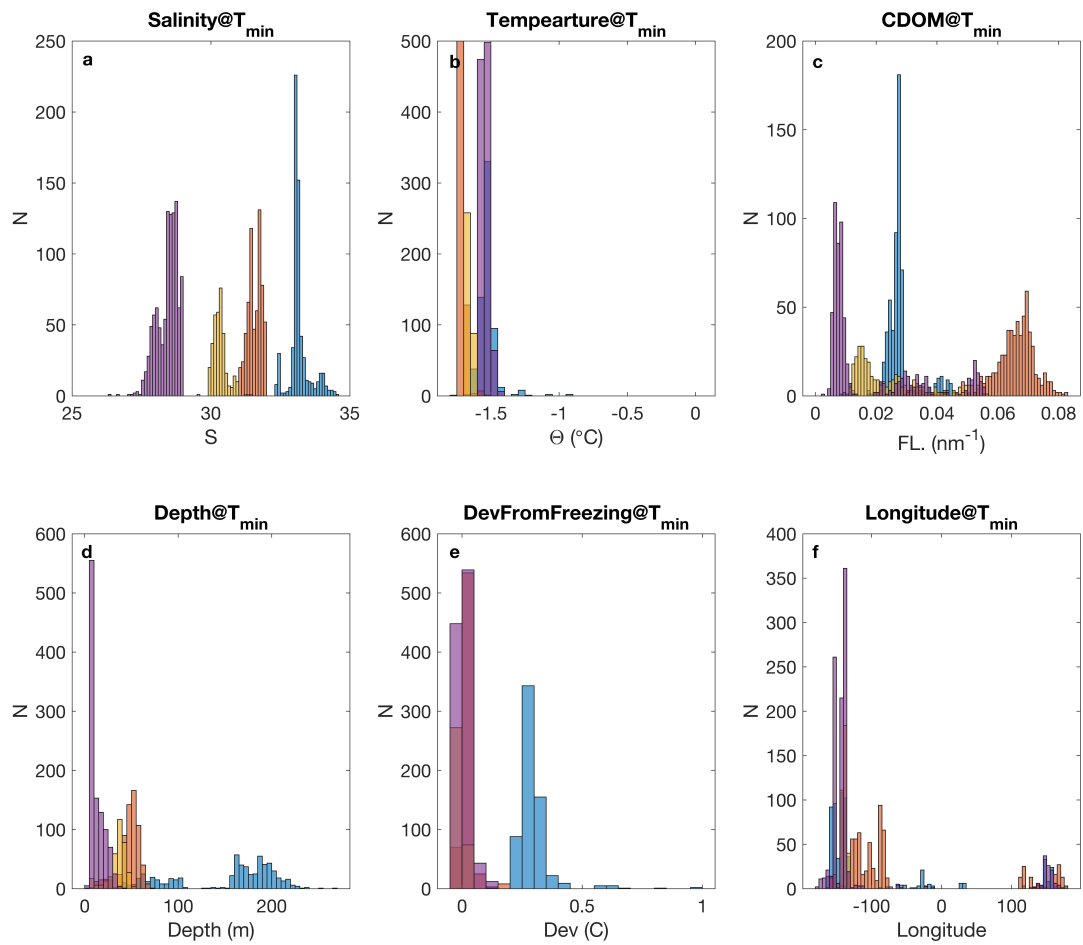 Salinity@Tmin
a
N
250
200
150
100
50
0
25 30 35
S
Tempearture@Tmin
b
N
500
400
300
200
100
0
-1.5 -1 -0.5 0
Θ (°C)
CDOM@Tmin
c
N
200
150
100
50
0
0 0.02 0.04 0.06 0.08
FL. (nm-1)
Depth@Tmin
d
N
600
500
400
300
200
100
0
0 100 200
Depth (m)
DevFromFreezing@Tmin
e
N
600
500
400
300
200
100
0
0 0.5 1
Dev (C)
Longitude@Tmin
f
N
400
350
300
250
200
150
100
50
0
-100 0 100
Longitude